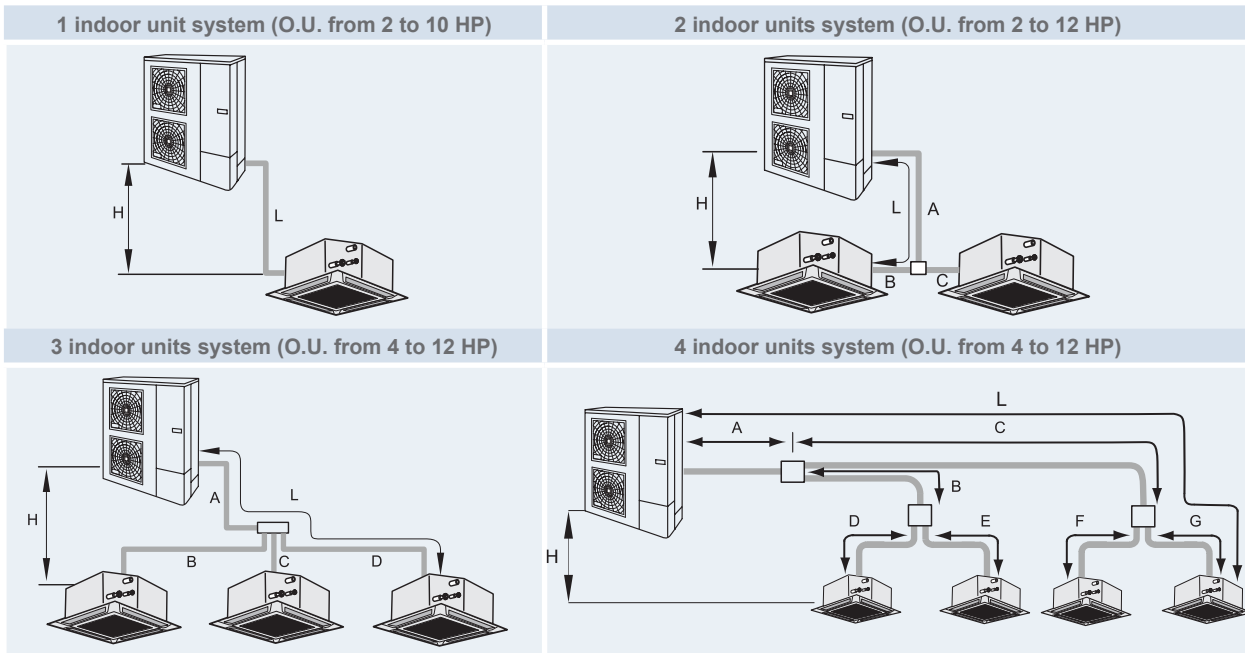 1 indoor unit system (O.U. from 2 to 10 HP)
H
L
2 indoor units system (O.U. from 2 to 12 HP)
H
L
A
B
C
3 indoor units system (O.U. from 4 to 12 HP)
H
A
L
B
C
D
4 indoor units system (O.U. from 4 to 12 HP)
L
A
C
B
D
E
F
G
H